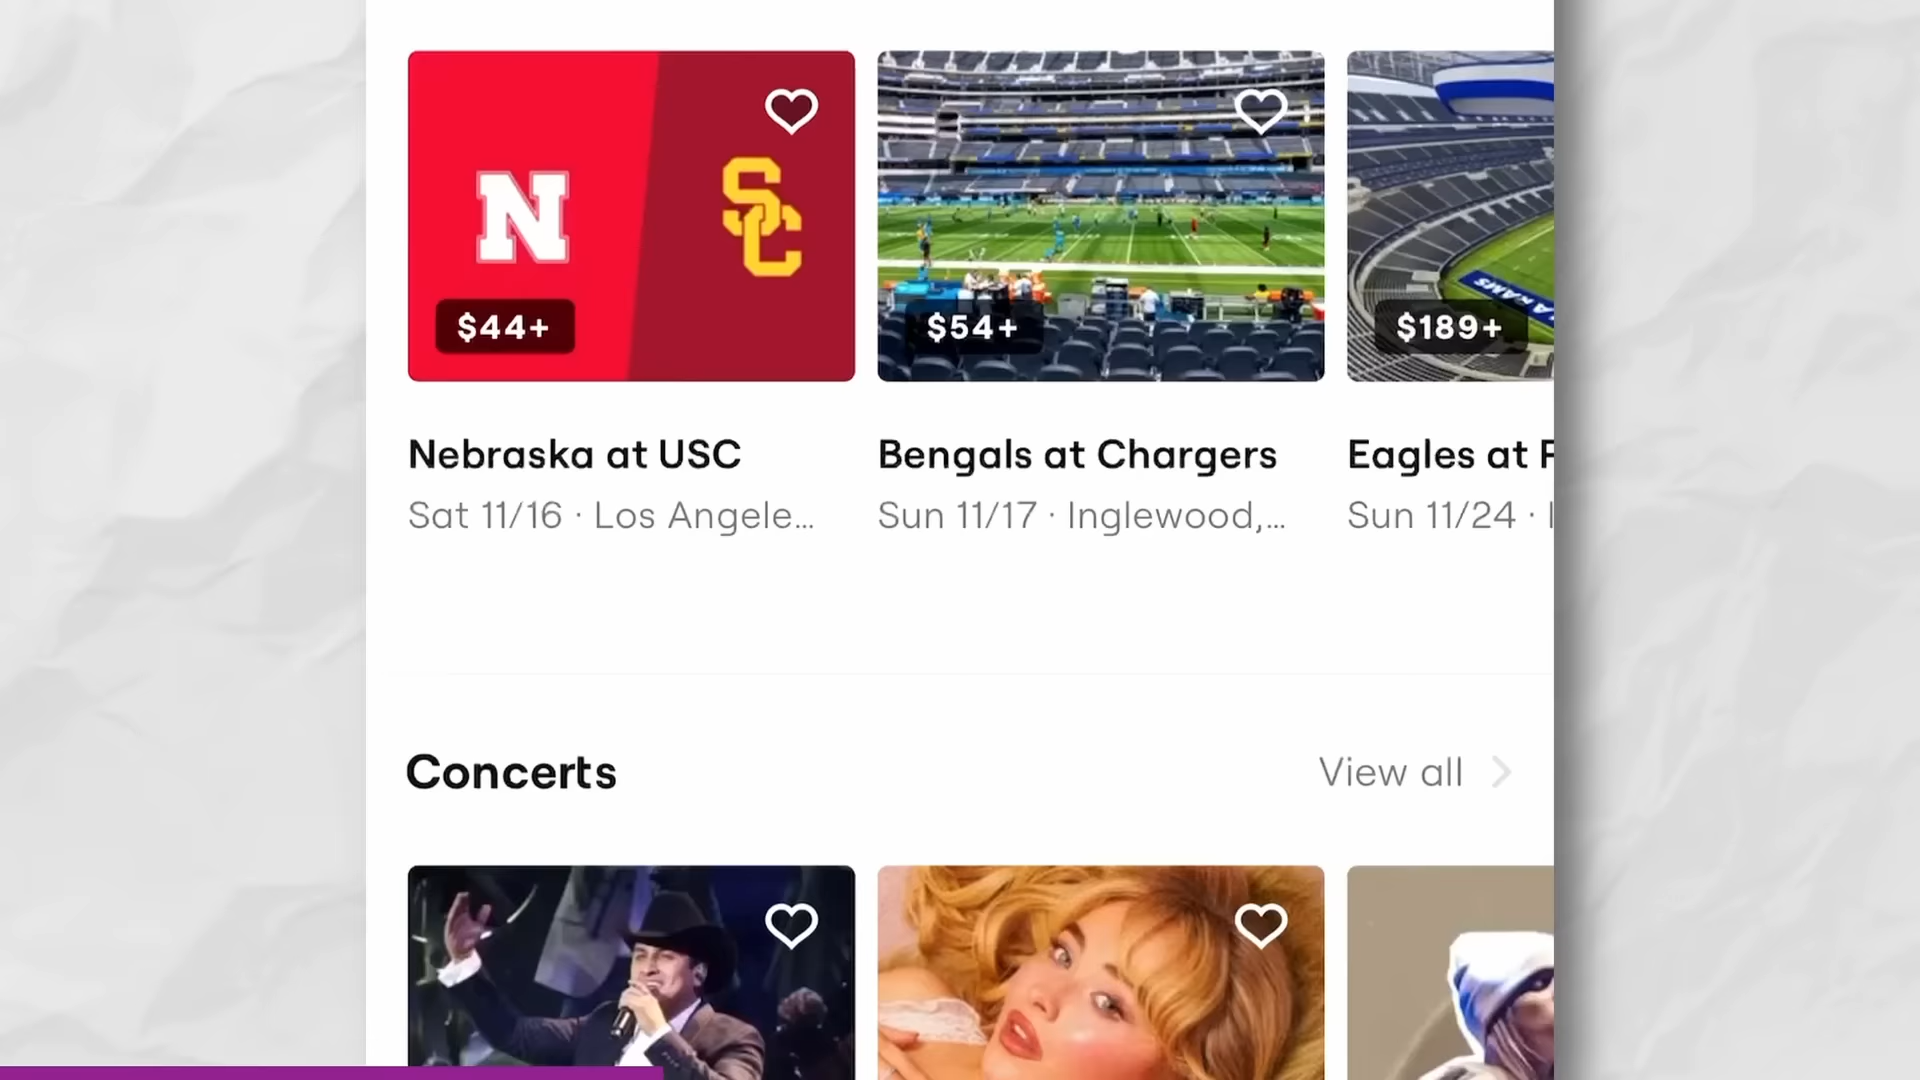 N
SC
$44+
$54+
$189+
Nebraska at USC
Bengals at Chargers
Eagles at
Sat 11/16 · Los Angele...
Sun 11/17 · Inglewood,...
Sun 11/24 ·
Concerts
View all